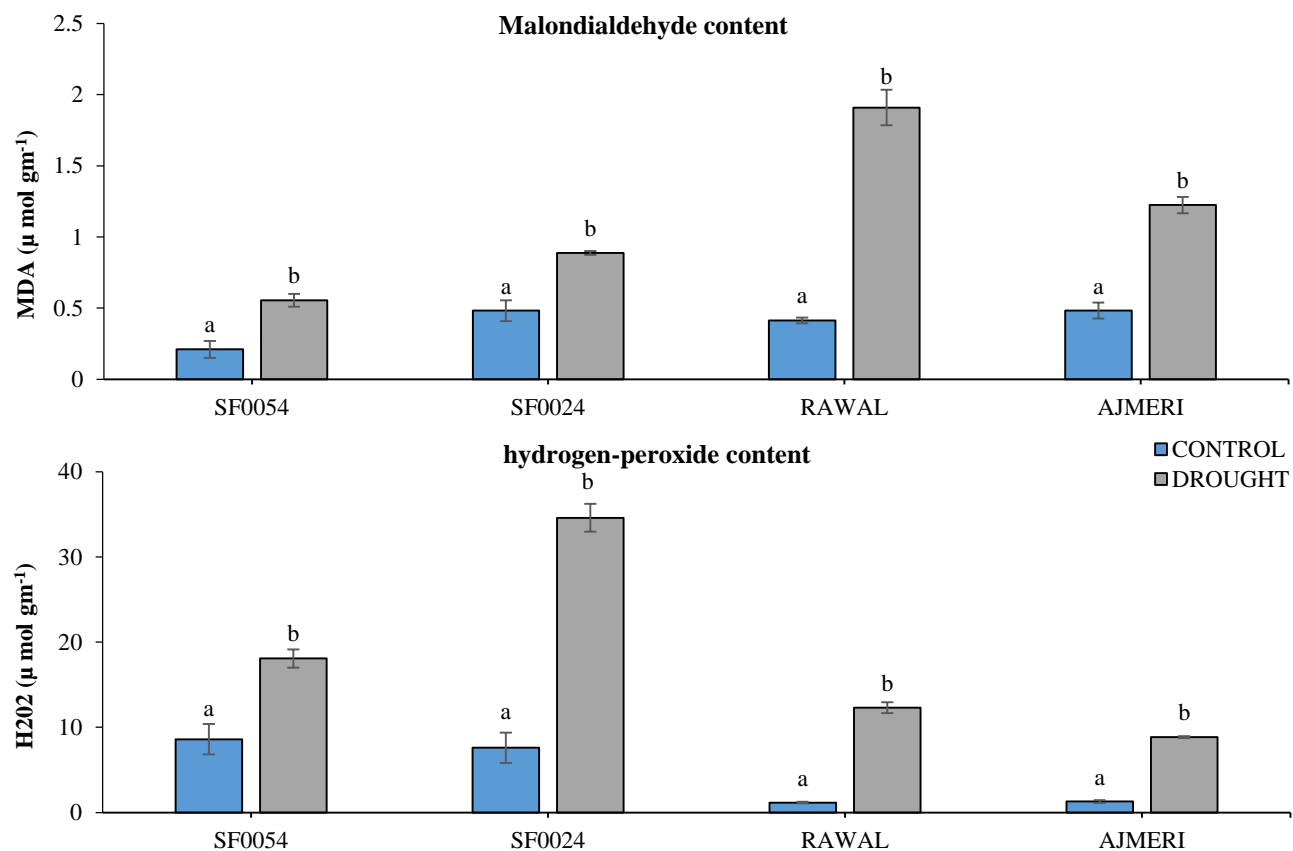 Malondialdehyde content
MDA (µ mol gm-1)
2.5
2
1.5
1
0.5
0
a
b
a
b
a
b
a
b
SF0054
SF0024
RAWAL
AJMERI
hydrogen-peroxide content
CONTROL
DROUGHT
H202 (µ mol gm-1)
40
30
20
10
0
a
b
a
b
a
b
a
b
SF0054
SF0024
RAWAL
AJMERI